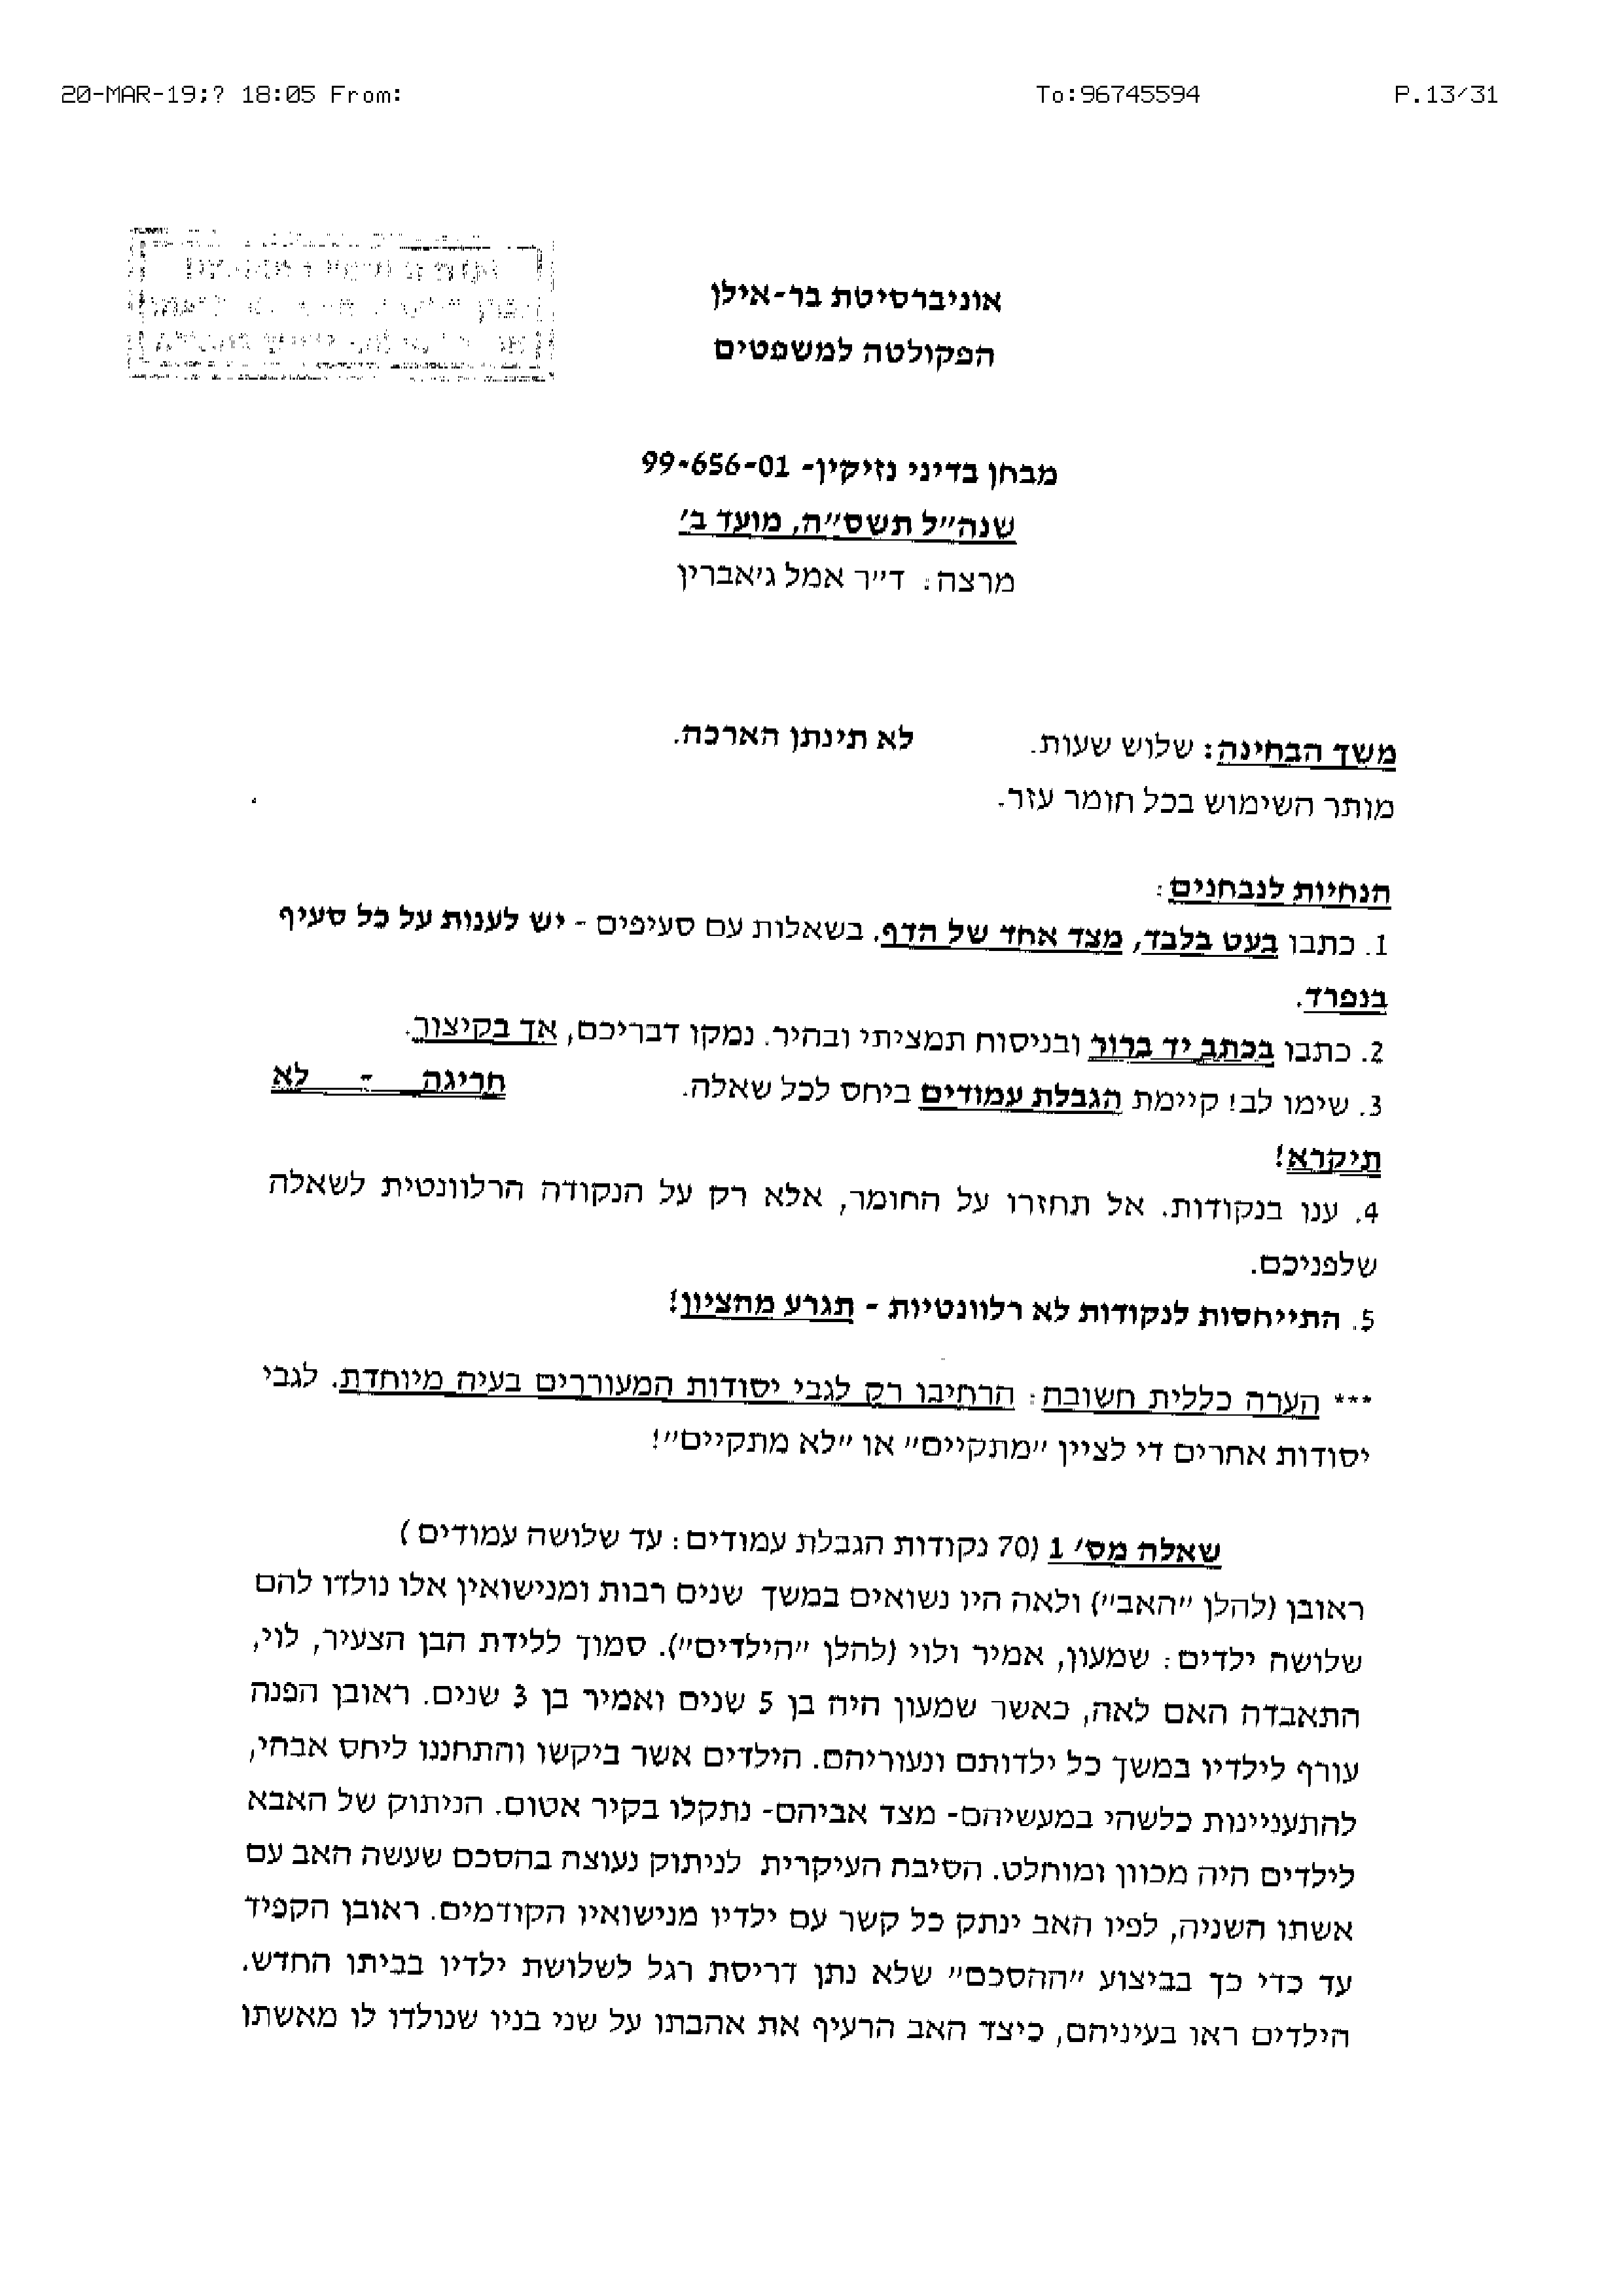 20-MAR-19;? 18:05 From: To:96745594 P.13/31
אוניברסיטת בר-אילן
הפקולטה למשפטים
מבחן בדיני נזיקין- 99-656-01
שנה"ל תשס"ה, מועד ב'
מרצה: ד"ר אמל ג'אברין
משך הבחינה: שלוש שעות. לא תינתן הארכה.
מותר השימוש בכל חומר עזר.
הנחיות לנבחנים:
1. כתבו בעט בלבד, מצד אחד של הדף. בשאלות עם סעיפים - יש לענות על כל סעיף
בנפרד.
2. כתבו בכתב יד ברור ובניסוח תמציתי ובהיר. נמקו דבריכם, אך בקיצור.
3. שימו לב! קיימת הגבלת עמודים ביחס לכל שאלה. חריגה - לא
תיקרא!
4. ענו בנקודות. אל תחזרו על החומר, אלא רק על הנקודה הרלוונטית לשאלה
שלפניכם.
5. התייחסות לנקודות לא רלוונטיות - תגרע מהציון!
*** הערה כללית חשובה: הרחיבו רק לגבי יסודות המעוררים בעיה מיוחדת. לגבי
יסודות אחרים די לציין "מתקיים" או "לא מתקיים"!
שאלה מס' 1 (70 נקודות הגבלת עמודים: עד שלושה עמודים )
ראובן (להלן "האב") ולאה היו נשואים במשך שנים רבות ומנישואין אלו נולדו להם
שלושה ילדים: שמעון, אמיר ולוי (להלן "הילדים"). סמוך ללידת הבן הצעיר, לוי,
התאבדה האם לאה, כאשר שמעון היה בן 5 שנים ואמיר בן 3 שנים. ראובן הפנה
עורף לילדיו במשך כל ילדותם ונעוריהם. הילדים אשר ביקשו והתחננו ליחס אבהי,
להתעניינות כלשהי במעשיהם- מצד אביהם- נתקלו בקיר אטום. הניתוק של האבא
לילדים היה מכוון ומוחלט. הסיבה העיקרית לניתוק נעוצה בהסכם שעשה האב עם
אשתו השניה, לפיו האב ינתק כל קשר עם ילדיו מנישואיו הקודמים. ראובן הקפיד
עד כדי כך בביצוע "ההסכם" שלא נתן דריסת רגל לשלושת ילדיו בביתו החדש.
הילדים ראו בעיניהם, כיצד האב הרעיף את אהבתו על שני בניו שנולדו לו מאשתו